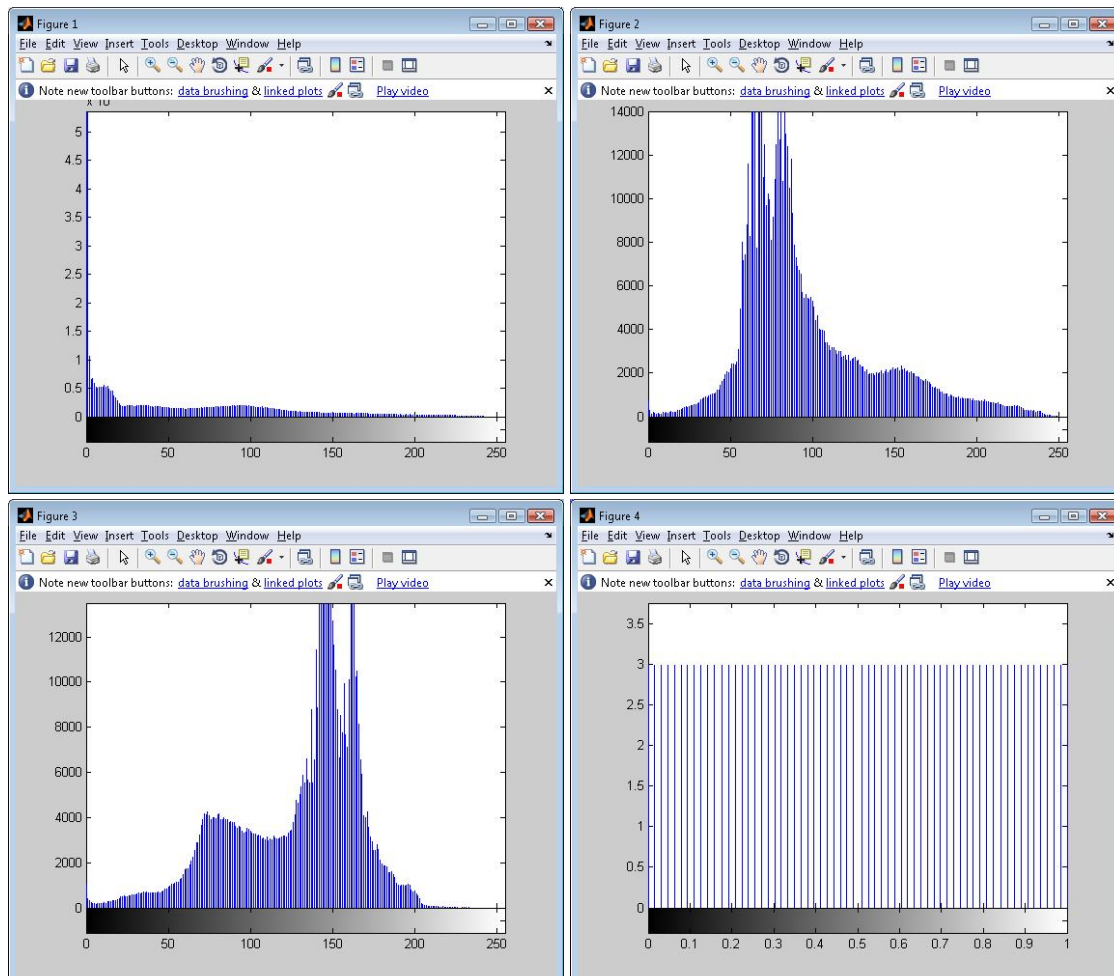 Figure 1
File Edit View Insert Tools Desktop Window Help
Note new toolbar buttons: data brushing & linked plots Play video
5
4.5
4
3.5
3
2.5
2
1.5
1
0.5
0
0 50 100 150 200 250
Figure 2
File Edit View Insert Tools Desktop Window Help
Note new toolbar buttons: data brushing & linked plots Play video
14000
12000
10000
8000
6000
4000
2000
0
0 50 100 150 200 250
Figure 3
File Edit View Insert Tools Desktop Window Help
Note new toolbar buttons: data brushing & linked plots Play video
12000
10000
8000
6000
4000
2000
0
0 50 100 150 200 250
Figure 4
File Edit View Insert Tools Desktop Window Help
Note new toolbar buttons: data brushing & linked plots Play video
3.5
3
2.5
2
1.5
1
0.5
0
0 0.1 0.2 0.3 0.4 0.5 0.6 0.7 0.8 0.9 1